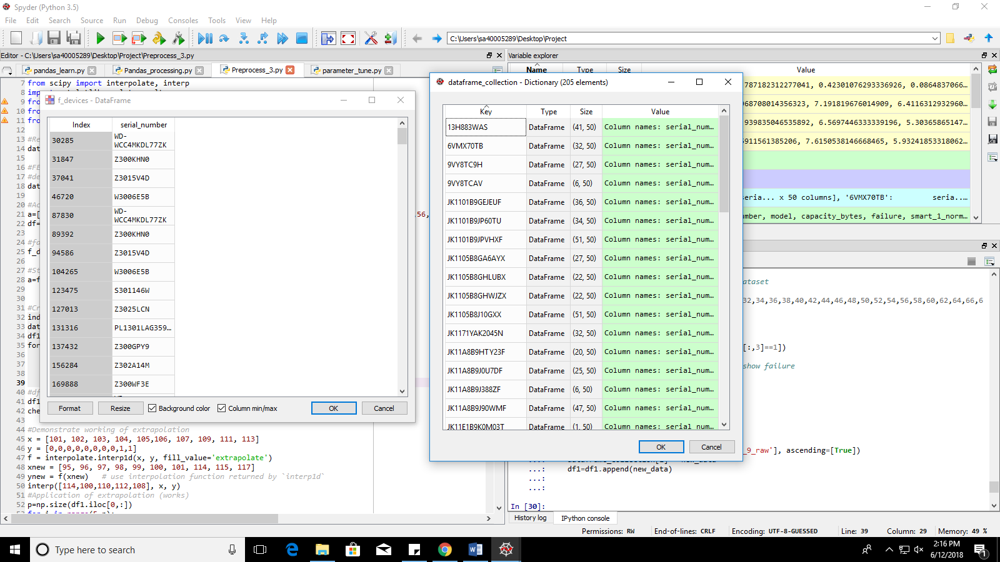 Spyder (Python 3.5)
File Edit Search Source Run Debug Consoles Tools View Help
C:\Users\sa40005289\Desktop\Project
Editor - C:\Users\sa40005289\Desktop\Project\Preprocess_3.py
pandas_learn.py Pandas_processing.py Preprocess_3.py parameter_tune.py
7 from scipy import interpolate, interp
8
9 fro
10 fro
11 fro
12
13 #Re
14 dat
15
16 #FE
17 #de
18 dat
19
20 #Ac
21 a=[
22 df=
23
24 #fa
25 f_d
26
27 #St
28 a=f
29
30
31 #Cr
32 ind
33 dat
34 df1
35 for
36
37
38
39
40 #df
41 df1
42 che
43
44 #Demonstrate working of extrapolation
45 x = [101, 102, 103, 104, 105,106, 107, 109, 111, 113]
46 y = [0,0,0,0,0,0,0,0,1,1]
47 f = interpolate.interp1d(x, y, fill_value='extrapolate')
48 xnew = [95, 96, 97, 98, 99, 100, 101, 114, 115, 117]
49 ynew = f(xnew) # use interpolation function returned by `interp1d`
50 interp([114,100,110,112,108], x, y)
51 #Application of extrapolation (works)
52 p=np.size(df1.iloc[0,:])
56,
f_devices - DataFrame
Index serial_number
30285 WD-
WCC4MKDL77ZK
31847 Z300KHN0
37041 Z3015V4D
46720 W3006E5B
87830 WD-
WCC4MKDL77ZK
89392 Z300KHN0
94586 Z3015V4D
104265 W3006E5B
123475 S301146W
127013 Z3025LCN
131316 PL1301LAG359...
137432 Z300GPY9
156284 Z302A14M
169888 Z300WF3E
Format Resize Background color Column min/max OK Cancel
dataframe_collection - Dictionary (205 elements)
Key Type Size Value
13H883WAS DataFrame (41, 50) Column names: serial_num...
6VMX70TB DataFrame (32, 50) Column names: serial_num...
9VY8TC9H DataFrame (27, 50) Column names: serial_num...
9VY8TCAV DataFrame (6, 50) Column names: serial_num...
JK1101B9GEJEUF DataFrame (36, 50) Column names: serial_num...
JK1101B9JP60TU DataFrame (34, 50) Column names: serial_num...
JK1101B9JPVHXF DataFrame (51, 50) Column names: serial_num...
JK1105B8GA6AYX DataFrame (27, 50) Column names: serial_num...
JK1105B8GHLUBX DataFrame (22, 50) Column names: serial_num...
JK1105B8GHWJZX DataFrame (22, 50) Column names: serial_num...
JK1105B8J10GXX DataFrame (51, 50) Column names: serial_num...
JK1171YAK2045N DataFrame (32, 50) Column names: serial_num...
JK11A8B9HTY23F DataFrame (20, 50) Column names: serial_num...
JK11A8B9J0U7DF DataFrame (25, 50) Column names: serial_num...
JK11A8B9J388ZF DataFrame (6, 50) Column names: serial_num...
JK11A8B9J90WMF DataFrame (47, 50) Column names: serial_num...
JK11E1B9K0M03T DataFrame (1, 50) Column names: serial_num
OK Cancel
Variable explorer
Name Type Size Value
787182312277041, 0.42301076293336926, 0.0864837066...
068708014356323, 7.191819676014909, 6.4116312932960...
939835046535892, 6.5697446333339196, 5.30365865147...
5911561385206, 7.6150538146668465, 5.93241853318062...
seria... x 50 columns], '6VMX70TB': seria...
mber, model, capacity_bytes, failure, smart_1_norm...
ataset
32,34,36,38,40,42,44,46,48,50,52,54,56,58,60,62,64,66,6
[:,3]==1])
show failure
_9_raw'], ascending=[True])
...:
...: df1=df1.append(new_data)
...:
...:
In [30]:
History log IPython console
Permissions: RW End-of-lines: CRLF Encoding: UTF-8-GUESSED Line: 39 Column: 29 Memory: 49 %
Type here to search
2:16 PM
6/12/2018
1